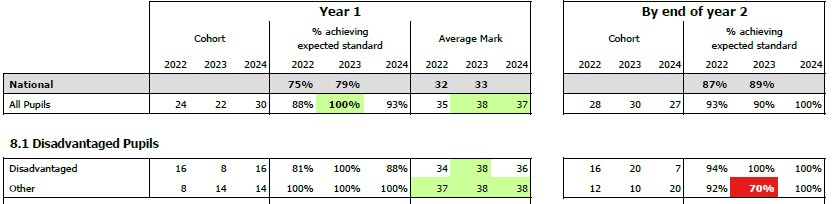 Year 1 By end of year 2
Cohort % achieving expected standard Average Mark Cohort % achieving expected standard
2022 2023 2024 2022 2023 2024 2022 2023 2024 2022 2023 2024 2022 2023 2024
National 75% 79% 32 33 87% 89%
All Pupils 24 22 30 88% 100% 93% 35 38 37 28 30 27 93% 90% 100%
8.1 Disadvantaged Pupils
Disadvantaged 16 8 16 81% 100% 88% 34 38 36 16 20 7 94% 100% 100%
Other 8 14 14 100% 100% 100% 37 38 38 12 10 20 92% 70% 100%